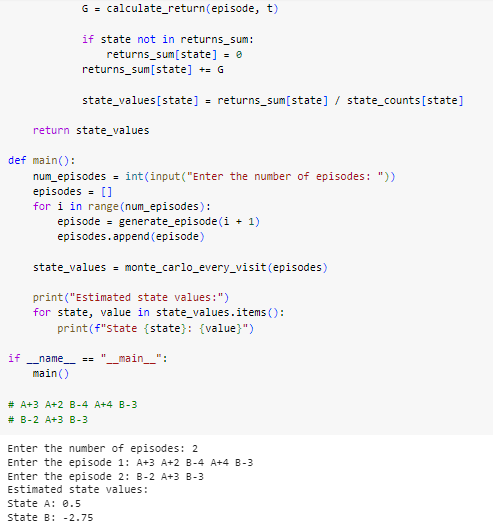 G = calculate_return(episode, t)
if state not in returns_sum:
returns_sum[state] = 0
returns_sum[state] += G
state_values[state] = returns_sum[state] / state_counts[state]
return state_values
def main():
num_episodes = int(input("Enter the number of episodes: "))
episodes = []
for i in range(num_episodes):
episode = generate_episode(i + 1)
episodes.append(episode)
state_values = monte_carlo_every_visit(episodes)
print("Estimated state values:")
for state, value in state_values.items():
print(f"State {state}: {value}")
if __name__ == "__main__":
main()
# A+3 A+2 B-4 A+4 B-3
# B-2 A+3 B-3
Enter the number of episodes: 2
Enter the episode 1: A+3 A+2 B-4 A+4 B-3
Enter the episode 2: B-2 A+3 B-3
Estimated state values:
State A: 0.5
State B: -2.75